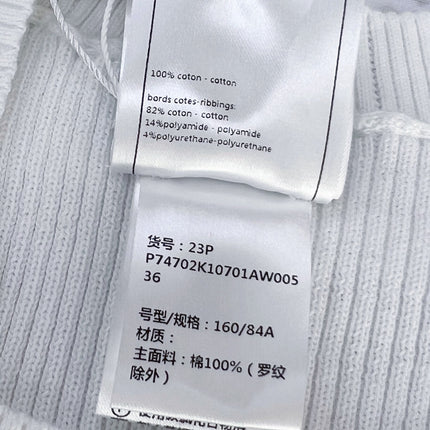 100% coton - cotton
bords cotes-ribbings:
82% coton - cotton
14%polyamide - polyamide
4%polyurethane-polyurethane
货号：23P
P74702K10701AW005
36
号型/规格：160/84A
材质：
主面料：棉100%（罗纹
除外）